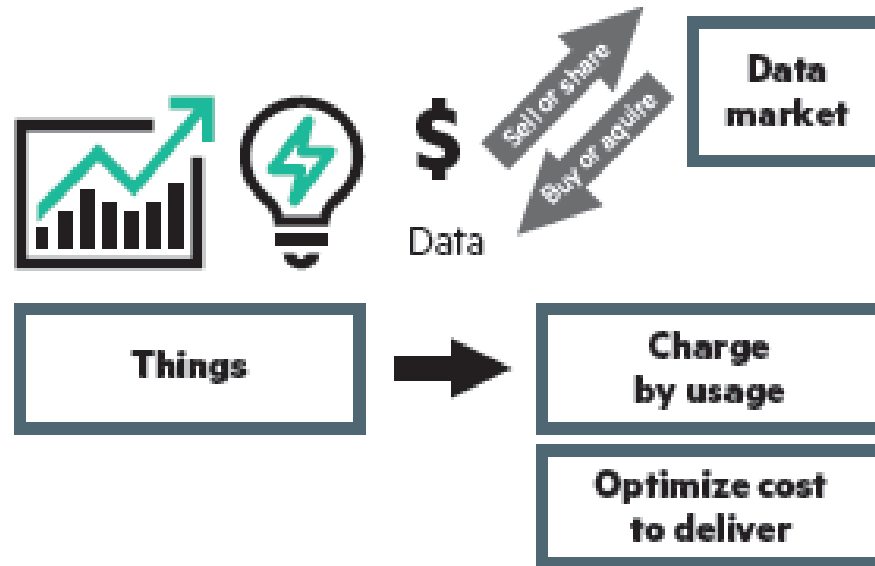 Sell or share
Buy or aquire
Data
market
$
Data
Things
Charge
by usage
Optimize cost
to deliver